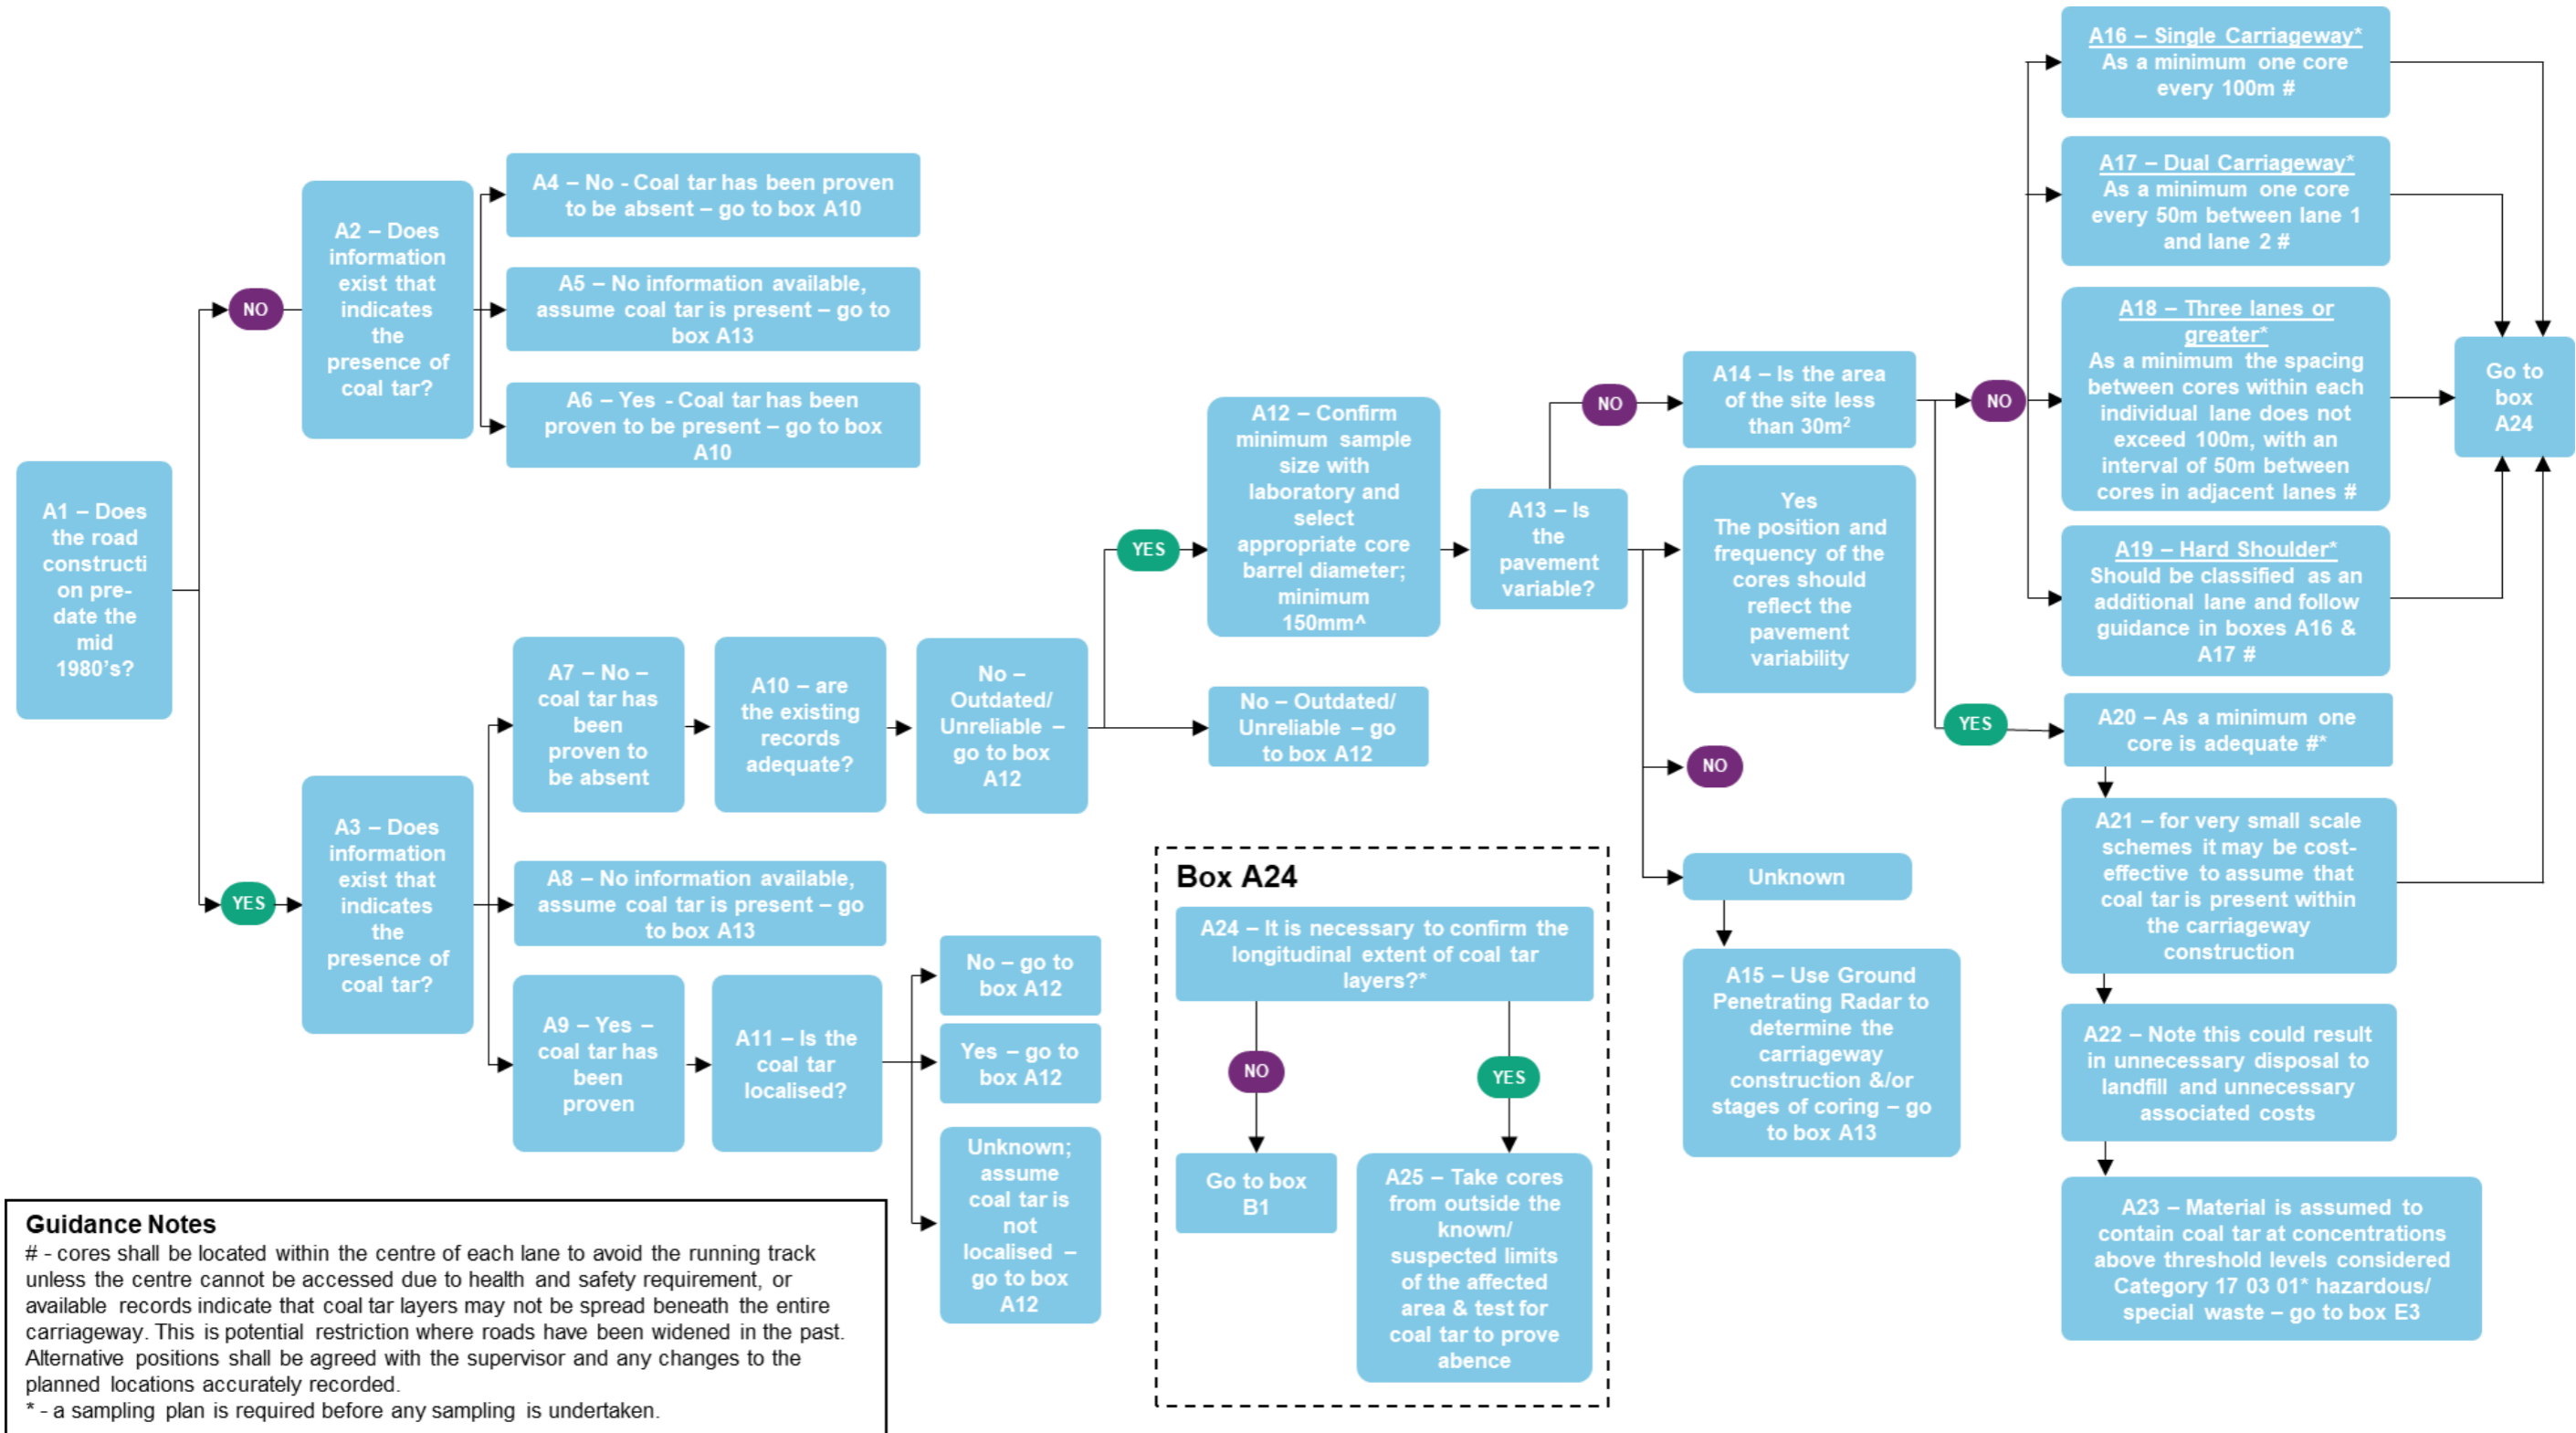 A1 – Does
the road
constructi
on pre-
date the
mid
1980's?
NO
YES
A2 – Does
information
exist that
indicates
the
presence of
coal tar?
A4 – No - Coal tar has been proven
to be absent – go to box A10
A5 – No information available,
assume coal tar is present – go to
box A13
A6 – Yes - Coal tar has been
proven to be present – go to box
A10
A3 – Does
information
exist that
indicates
the
presence of
coal tar?
A7 – No –
coal tar has
been
proven to
be absent
A10 – are
the existing
records
adequate?
No –
Outdated/
Unreliable –
go to box
A12
A8 – No information available,
assume coal tar is present – go
to box A13
A9 – Yes –
coal tar has
been
proven
A11 – Is the
coal tar
localised?
No – go to
box A12
Yes – go to
box A12
Unknown;
assume
coal tar is
not
localised –
go to box
A12
YES
A12 – Confirm
minimum sample
size with
laboratory and
select
appropriate core
barrel diameter;
minimum
150mm^
No – Outdated/
Unreliable – go
to box A12
A13 – Is
the
pavement
variable?
NO
A14 – Is the area
of the site less
than 30m²
Yes
The position and
frequency of the
cores should
reflect the
pavement
variability
NO
Unknown
A15 – Use Ground
Penetrating Radar to
determine the
carriageway
construction &/or
stages of coring – go
to box A13
NO
YES
A16 – Single Carriageway*
As a minimum one core
every 100m #
A17 – Dual Carriageway*
As a minimum one core
every 50m between lane 1
and lane 2 #
A18 – Three lanes or
greater*
As a minimum the spacing
between cores within each
individual lane does not
exceed 100m, with an
interval of 50m between
cores in adjacent lanes #
A19 – Hard Shoulder*
Should be classified as an
additional lane and follow
guidance in boxes A16 &
A17 #
Go to
box
A24
A20 – As a minimum one
core is adequate #*
A21 – for very small scale
schemes it may be cost-
effective to assume that
coal tar is present within
the carriageway
construction
A22 – Note this could result
in unnecessary disposal to
landfill and unnecessary
associated costs
A23 – Material is assumed to
contain coal tar at concentrations
above threshold levels considered
Category 17 03 01* hazardous/
special waste – go to box E3
Box A24
A24 – It is necessary to confirm the
longitudinal extent of coal tar
layers?*
NO
YES
Go to box
B1
A25 – Take cores
from outside the
known/
suspected limits
of the affected
area & test for
coal tar to prove
abence
Guidance Notes
# - cores shall be located within the centre of each lane to avoid the running track
unless the centre cannot be accessed due to health and safety requirement, or
available records indicate that coal tar layers may not be spread beneath the entire
carriageway. This is potential restriction where roads have been widened in the past.
Alternative positions shall be agreed with the supervisor and any changes to the
planned locations accurately recorded.
* - a sampling plan is required before any sampling is undertaken.